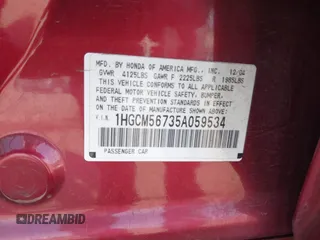 MFD. BY HONDA OF AMERICA MFG., INC. 12/04
GVWR 4125LBS GAWR F 2225LBS R 1985LBS
THIS VEHICLE CONFORMS TO ALL APPLICABLE
FEDERAL MOTOR VEHICLE SAFETY, BUMPER,
AND THEFT PREVENTION STANDARDS IN EFFECT
ON THE DATE OF MANUFACTURE SHOWN ABOVE.
V.I.N. 1HGCM56735A059534
PASSENGER CAR
DREAMBID